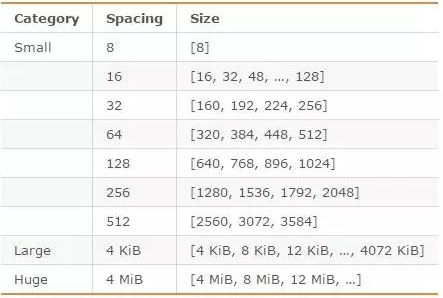 Category Spacing Size
Small 8 [8]
16 [16, 32, 48, ..., 128]
32 [160, 192, 224, 256]
64 [320, 384, 448, 512]
128 [640, 768, 896, 1024]
256 [1280, 1536, 1792, 2048]
512 [2560, 3072, 3584]
Large 4 KiB [4 KiB, 8 KiB, 12 KiB, ..., 4072 KiB]
Huge 4 MiB [4 MiB, 8 MiB, 12 MiB, ...]